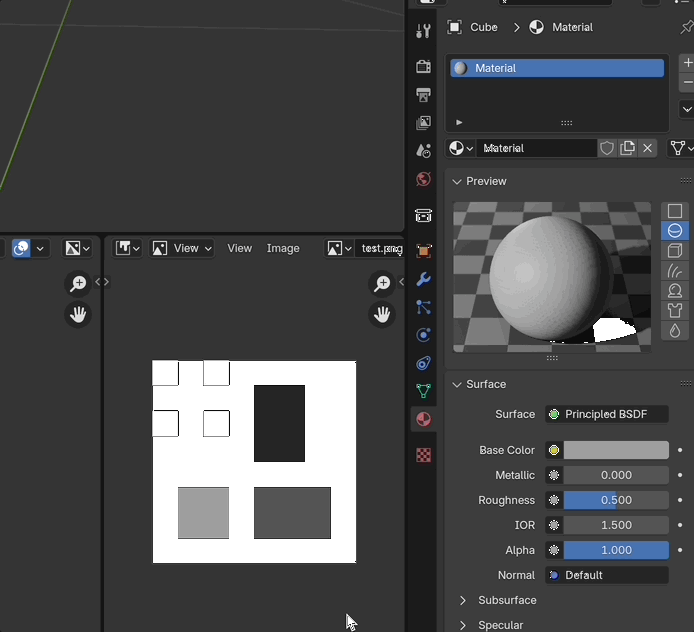 Cube > Material
Material
Material
Preview
View View Image test.png
Surface
Surface Principled BSDF
Base Color
Metallic 0.000
Roughness 0.500
IOR 1.500
Alpha 1.000
Normal Default
Subsurface
Specular